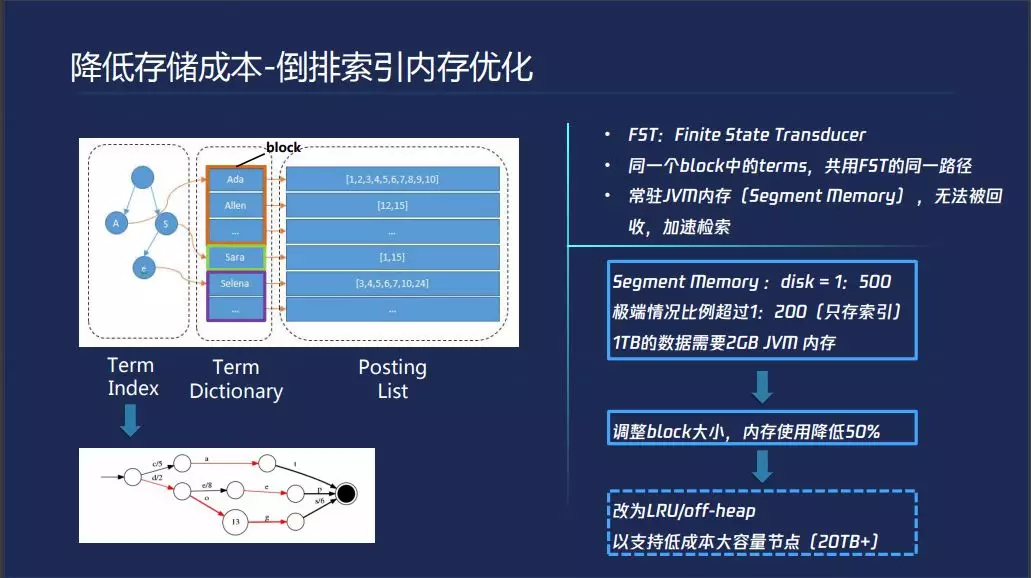 降低存储成本-倒排索引内存优化
block
A
S
e
Ada
Allen
...
Sara
Selena
...
[1,2,3,4,5,6,7,8,9,10]
[12,15]
...
[1,15]
[3,4,5,6,7,10,24]
...
Term
Index
Term
Dictionary
Posting
List
c/5
a
t
d/2
e/8
e
p
o
s/6
13
g
• FST：Finite State Transducer
• 同一个block中的terms，共用FST的同一路径
• 常驻JVM内存（Segment Memory），无法被回
收，加速检索
Segment Memory：disk = 1：500
极端情况比例超过1：200（只存索引）
1TB的数据需要2GB JVM 内存
调整block大小，内存使用降低50%
改为LRU/off-heap
以支持低成本大容量节点（20TB+）